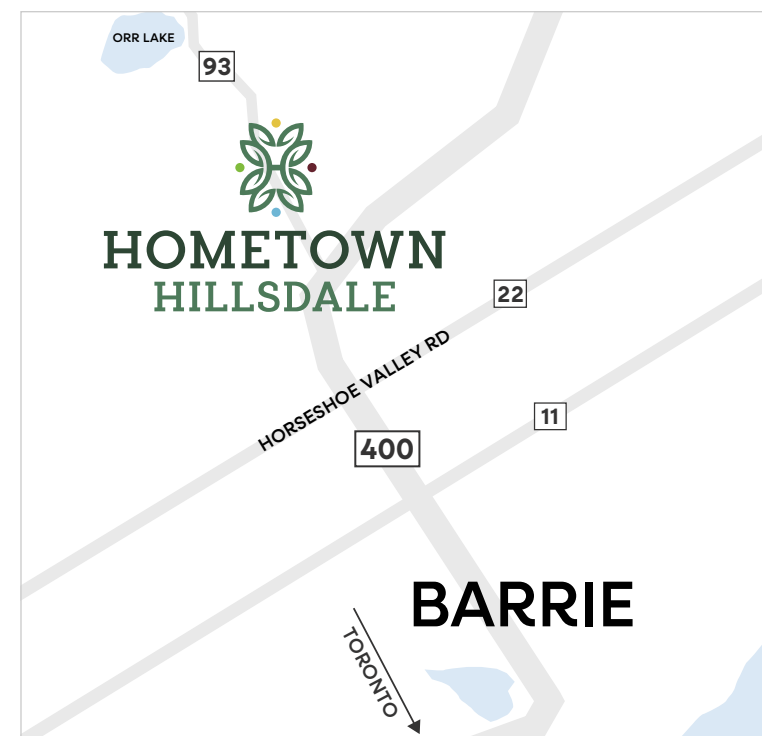 ORR LAKE
93
HOMETOWN
HILLSDALE
22
HORSESHOE VALLEY RD
11
400
BARRIE
TORONTO